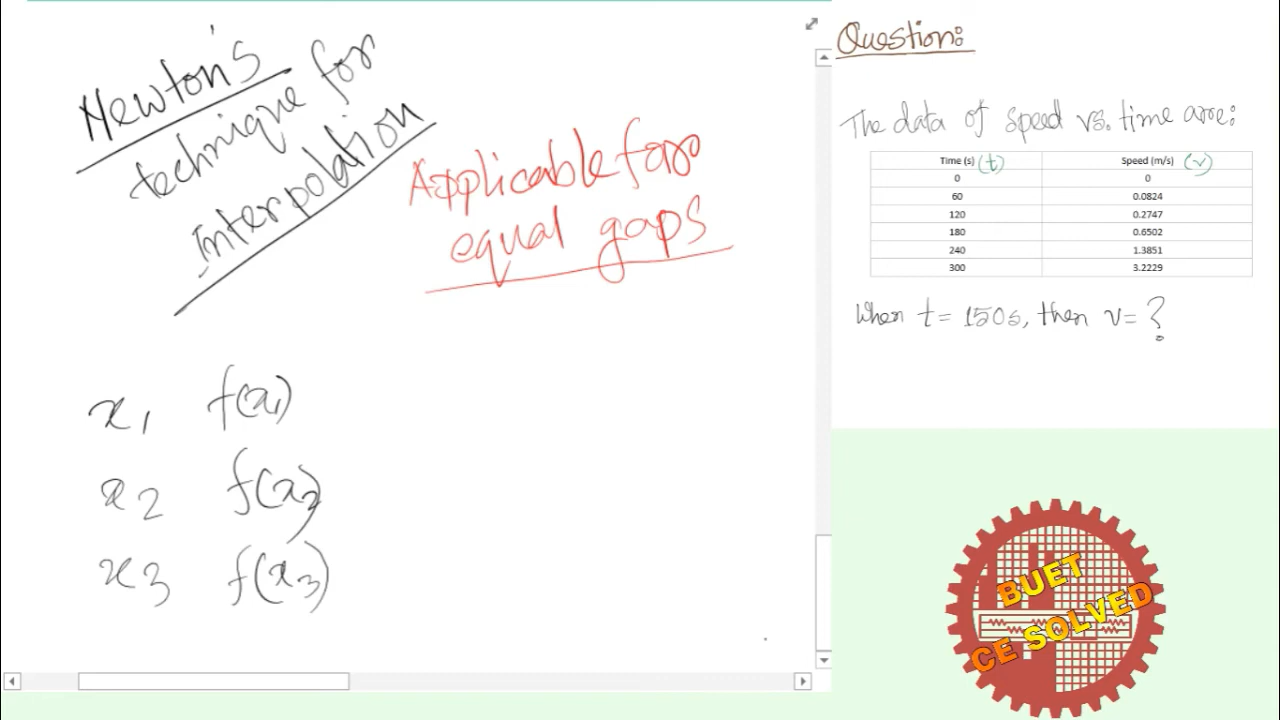 Newton's
technique for
Interpolation
Applicable for
equal gaps
x1 f(x1)
x2 f(x2)
x3 f(x3)
Question:
The data of speed vs. time are:
Time (s) (t) Speed (m/s) (v)
0 0
60 0.0824
120 0.2747
180 0.6502
240 1.3851
300 3.2229
When t = 150s, then v = ?
BUET
CE SOLVED